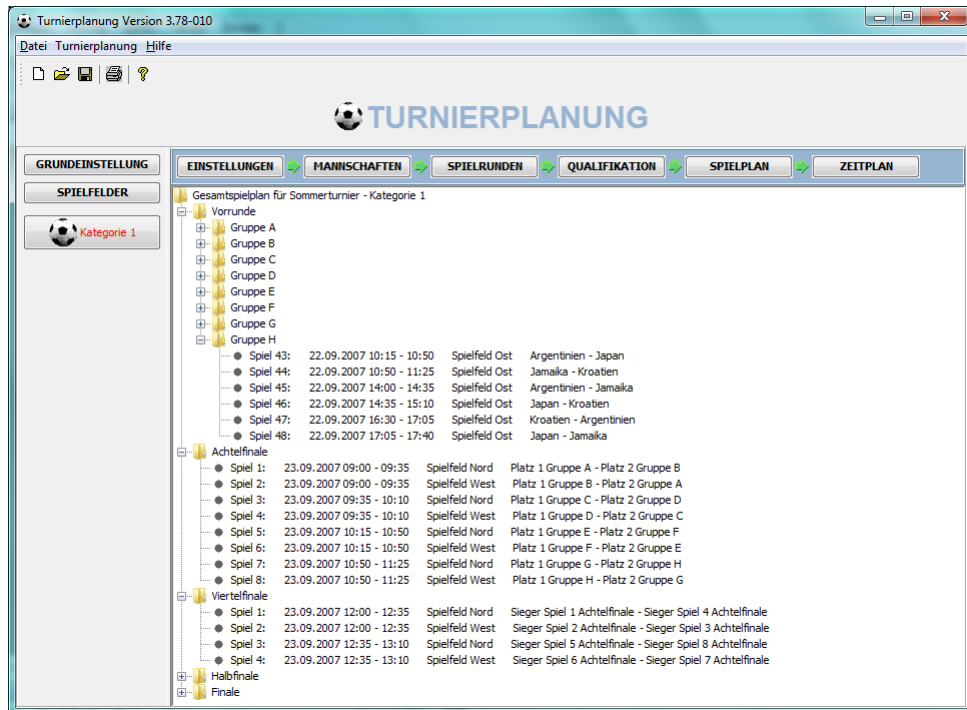 Turnierplanung Version 3.78-010
Datei Turnierplanung Hilfe
TURNIERPLANUNG
GRUNDEINSTELLUNG
SPIELFELDER
Kategorie 1
EINSTELLUNGEN MANNSCHAFTEN SPIELRUNDEN QUALIFIKATION SPIELPLAN ZEITPLAN
Gesamtspielplan für Sommerturnier - Kategorie 1
Vorrunde
Gruppe A
Gruppe B
Gruppe C
Gruppe D
Gruppe E
Gruppe F
Gruppe G
Gruppe H
Spiel 43: 22.09.2007 10:15 - 10:50 Spielfeld Ost Argentinien - Japan
Spiel 44: 22.09.2007 10:50 - 11:25 Spielfeld Ost Jamaika - Kroatien
Spiel 45: 22.09.2007 14:00 - 14:35 Spielfeld Ost Argentinien - Jamaika
Spiel 46: 22.09.2007 14:35 - 15:10 Spielfeld Ost Japan - Kroatien
Spiel 47: 22.09.2007 16:30 - 17:05 Spielfeld Ost Kroatien - Argentinien
Spiel 48: 22.09.2007 17:05 - 17:40 Spielfeld Ost Japan - Jamaika
Achtelfinale
Spiel 1: 23.09.2007 09:00 - 09:35 Spielfeld Nord Platz 1 Gruppe A - Platz 2 Gruppe B
Spiel 2: 23.09.2007 09:00 - 09:35 Spielfeld West Platz 1 Gruppe B - Platz 2 Gruppe A
Spiel 3: 23.09.2007 09:35 - 10:10 Spielfeld Nord Platz 1 Gruppe C - Platz 2 Gruppe D
Spiel 4: 23.09.2007 09:35 - 10:10 Spielfeld West Platz 1 Gruppe D - Platz 2 Gruppe C
Spiel 5: 23.09.2007 10:15 - 10:50 Spielfeld Nord Platz 1 Gruppe E - Platz 2 Gruppe F
Spiel 6: 23.09.2007 10:15 - 10:50 Spielfeld West Platz 1 Gruppe F - Platz 2 Gruppe E
Spiel 7: 23.09.2007 10:50 - 11:25 Spielfeld Nord Platz 1 Gruppe G - Platz 2 Gruppe H
Spiel 8: 23.09.2007 10:50 - 11:25 Spielfeld West Platz 1 Gruppe H - Platz 2 Gruppe G
Viertelfinale
Spiel 1: 23.09.2007 12:00 - 12:35 Spielfeld Nord Sieger Spiel 1 Achtelfinale - Sieger Spiel 4 Achtelfinale
Spiel 2: 23.09.2007 12:00 - 12:35 Spielfeld West Sieger Spiel 2 Achtelfinale - Sieger Spiel 3 Achtelfinale
Spiel 3: 23.09.2007 12:35 - 13:10 Spielfeld Nord Sieger Spiel 5 Achtelfinale - Sieger Spiel 8 Achtelfinale
Spiel 4: 23.09.2007 12:35 - 13:10 Spielfeld West Sieger Spiel 6 Achtelfinale - Sieger Spiel 7 Achtelfinale
Halbfinale
Finale